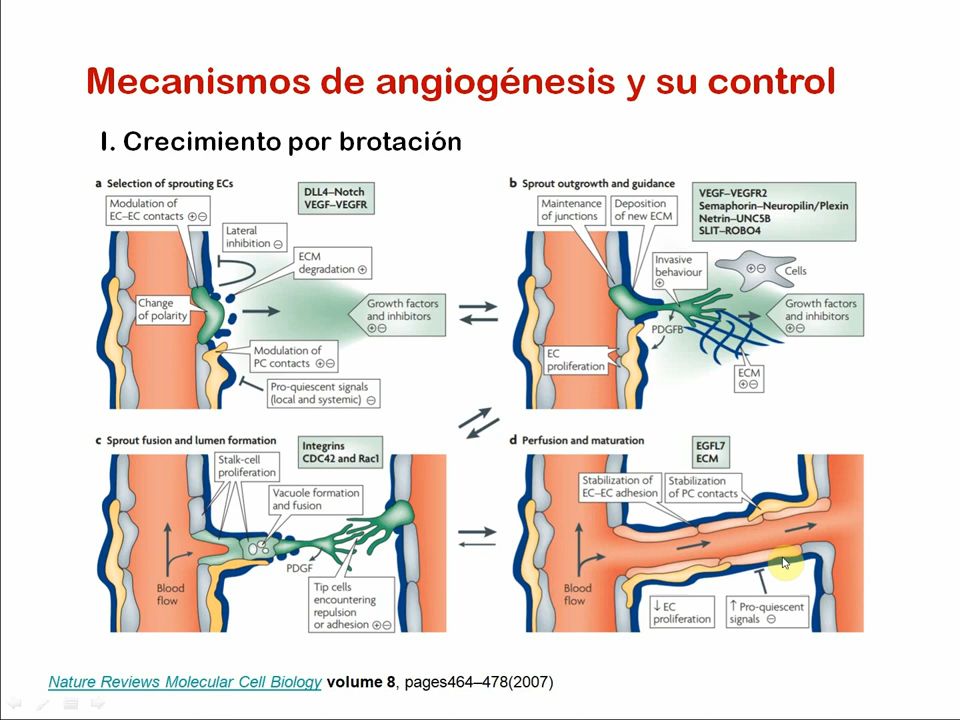 Mecanismos de angiogénesis y su control
I. Crecimiento por brotación
a Selection of sprouting ECs
DLL4–Notch
VEGF–VEGFR
Modulation of
EC–EC contacts ⊕⊖
Lateral
inhibition ⊖
ECM
degradation ⊕
Change
of polarity
Growth factors
and inhibitors
⊕⊖
Modulation of
PC contacts ⊕⊖
Pro-quiescent signals
(local and systemic) ⊖
b Sprout outgrowth and guidance
VEGF–VEGFR2
Semaphorin–Neuropilin/Plexin
Netrin–UNC5B
SLIT–ROBO4
Maintenance
of junctions
Deposition
of new ECM
Invasive
behaviour
⊕
⊕⊖
Cells
Growth factors
and inhibitors
⊕⊖
PDGFB
EC
proliferation
ECM
⊕⊖
c Sprout fusion and lumen formation
Integrins
CDC42 and Rac1
Stalk-cell
proliferation
Vacuole formation
and fusion
PDGF
Blood
flow
Tip cells
encountering
repulsion
or adhesion ⊕⊖
d Perfusion and maturation
EGFL7
ECM
Stabilization of
EC–EC adhesion
Stabilization
of PC contacts
Blood
flow
↓ EC
proliferation
↑ Pro-quiescent
signals ⊖
Nature Reviews Molecular Cell Biology volume 8, pages464–478(2007)